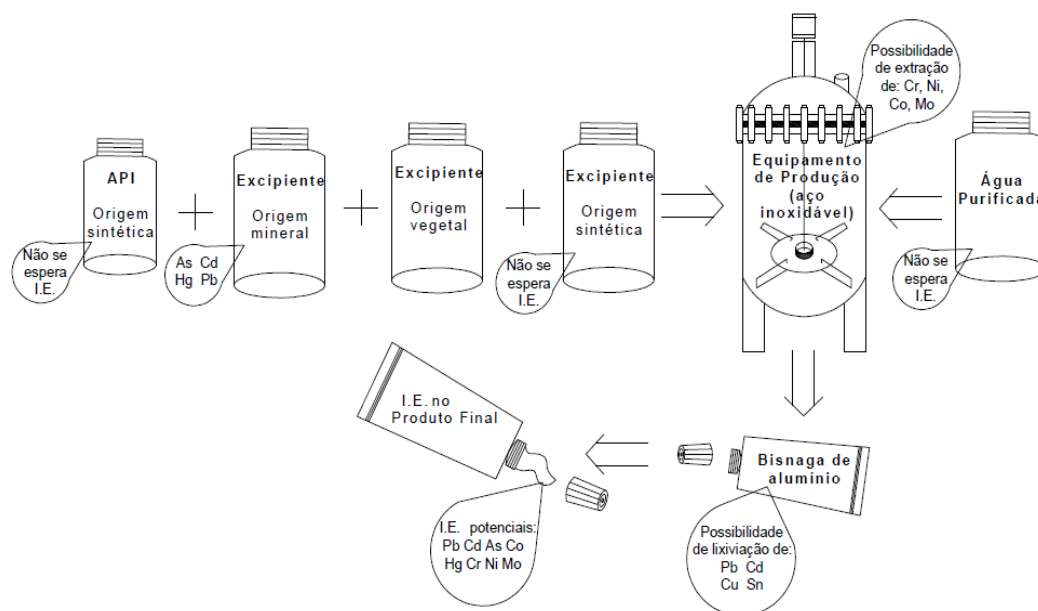 API
Origem
sintética
Não se
espera
I.E.
Excipiente
Origem
mineral
As Cd
Hg Pb
Excipiente
Origem
vegetal
Excipiente
Origem
sintética
Não se
espera
I.E.
Possibilidade
de extração
de: Cr, Ni,
Co, Mo
Equipamento
de Produção
(aço
inoxidável)
Água
Purificada
Não se
espera
I.E.
I.E. no
Produto Final
I.E. potenciais:
Pb Cd As Co
Hg Cr Ni Mo
Bisnaga de
alumínio
Possibilidade
de lixiviação de:
Pb Cd
Cu Sn